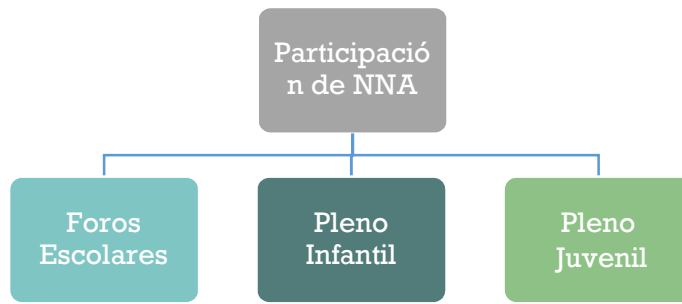 Participació
n de NNA
Foros
Escolares
Pleno
Infantil
Pleno
Juvenil